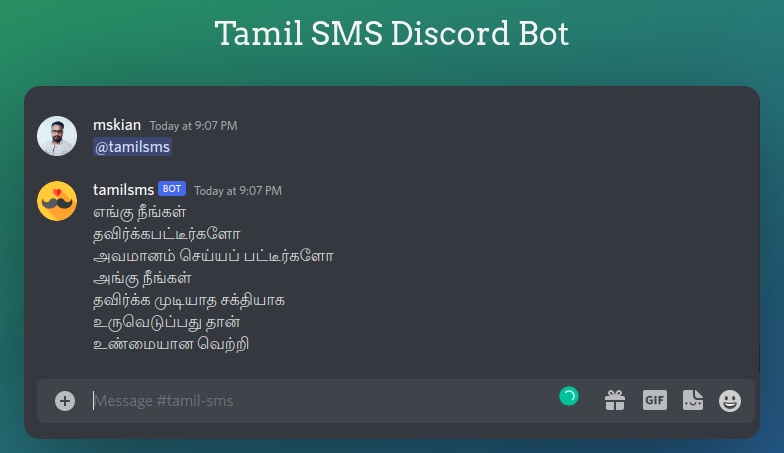 Tamil SMS Discord Bot
mskian Today at 9:07 PM
@tamilsms
tamilsms BOT Today at 9:07 PM
எங்கு நீங்கள்
தவிர்க்கபட்டீர்களோ
அவமானம் செய்யப் பட்டீர்களோ
அங்கு நீங்கள்
தவிர்க்க முடியாத சக்தியாக
உருவெடுப்பது தான்
உண்மையான வெற்றி
Message #tamil-sms GIF